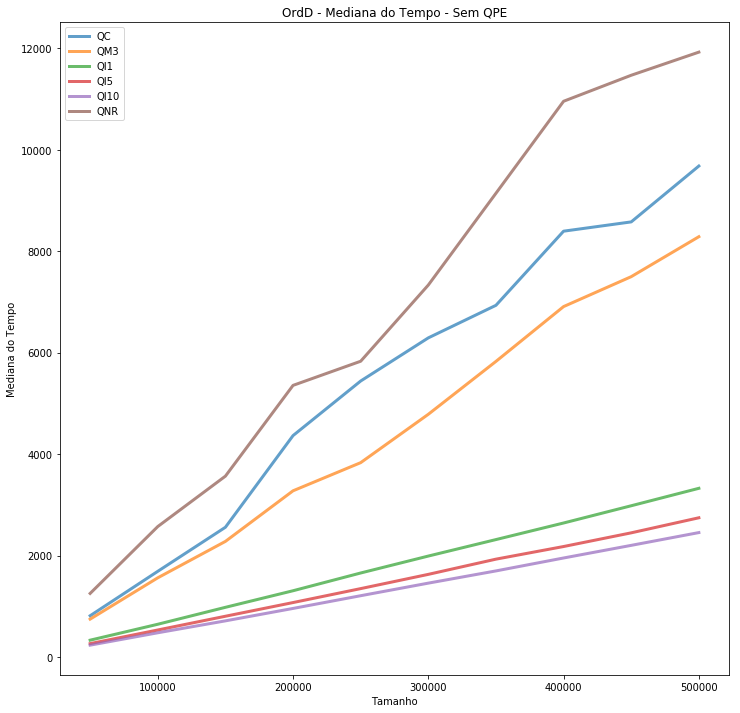 OrdD - Mediana do Tempo - Sem QPE
QC
QM3
QI1
QI5
QI10
QNR
12000
10000
8000
6000
4000
2000
0
Mediana do Tempo
100000
200000
300000
400000
500000
Tamanho